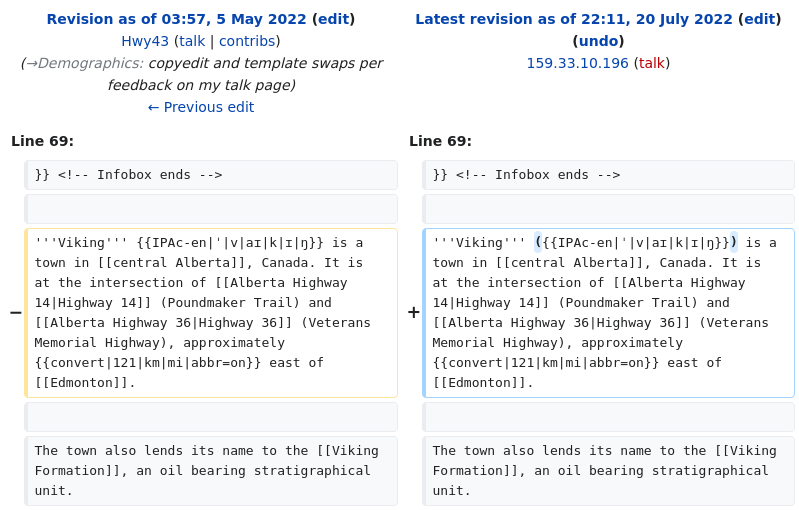 Revision as of 03:57, 5 May 2022 (edit)
Hwy43 (talk | contribs)
(→Demographics: copyedit and template swaps per
feedback on my talk page)
← Previous edit
Latest revision as of 22:11, 20 July 2022 (edit)
(undo)
159.33.10.196 (talk)
Line 69:
Line 69:
}} <!-- Infobox ends -->
}} <!-- Infobox ends -->
−
'''Viking''' {{IPAc-en|ˈ|v|aɪ|k|ɪ|ŋ}} is a
town in [[central Alberta]], Canada. It is
at the intersection of [[Alberta Highway
14|Highway 14]] (Poundmaker Trail) and
[[Alberta Highway 36|Highway 36]] (Veterans
Memorial Highway), approximately
{{convert|121|km|mi|abbr=on}} east of
[[Edmonton]].
+
'''Viking''' ({{IPAc-en|ˈ|v|aɪ|k|ɪ|ŋ}}) is a
town in [[central Alberta]], Canada. It is
at the intersection of [[Alberta Highway
14|Highway 14]] (Poundmaker Trail) and
[[Alberta Highway 36|Highway 36]] (Veterans
Memorial Highway), approximately
{{convert|121|km|mi|abbr=on}} east of
[[Edmonton]].
The town also lends its name to the [[Viking
Formation]], an oil bearing stratigraphical
unit.
The town also lends its name to the [[Viking
Formation]], an oil bearing stratigraphical
unit.